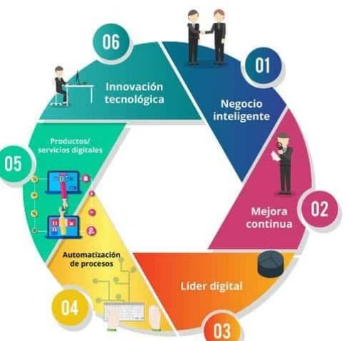 01
Negocio
inteligente
02
Mejora
continua
03
Líder digital
04
Automatización
de procesos
05
Productos/
servicios digitales
06
Innovación
tecnológica